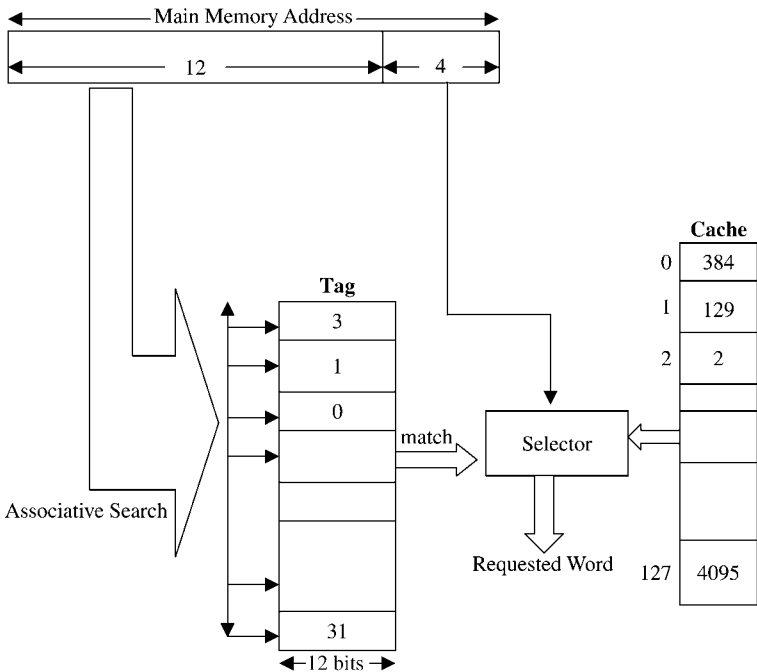 Main Memory Address
12
4
Cache
0
384
1
129
2
2
127
4095
Tag
3
1
0
31
12 bits
match
Selector
Associative Search
Requested Word